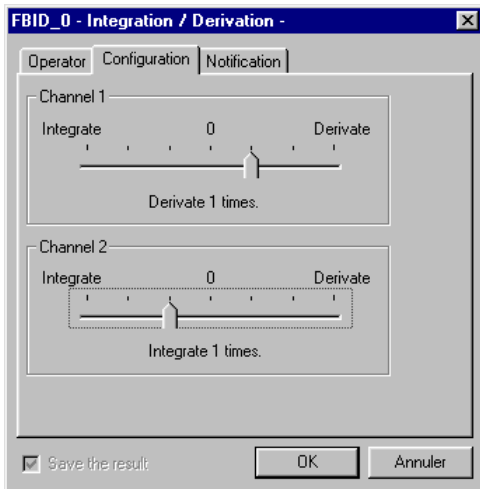 FBID_0 - Integration / Derivation -
Operator Configuration Notification
Channel 1
Integrate 0 Derivate
Derivate 1 times.
Channel 2
Integrate 0 Derivate
Integrate 1 times.
Save the result OK Annuler